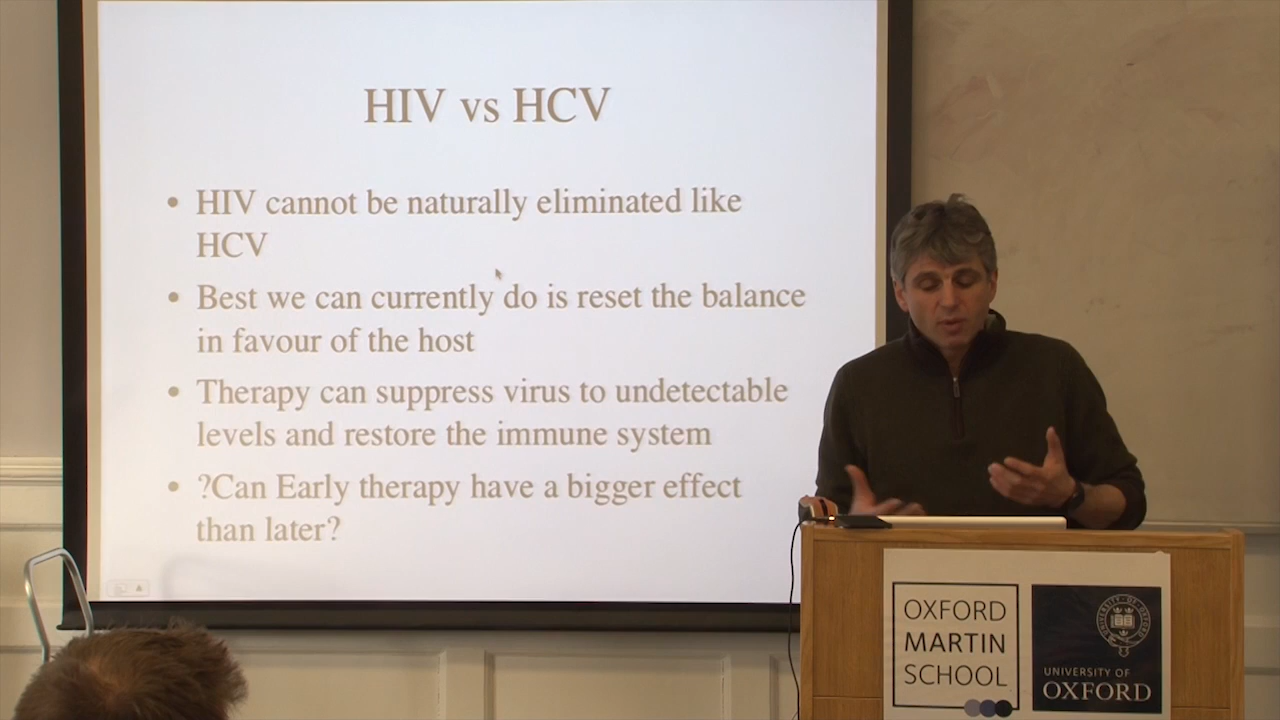 HIV vs HCV
• HIV cannot be naturally eliminated like
HCV
• Best we can currently do is reset the balance
in favour of the host
• Therapy can suppress virus to undetectable
levels and restore the immune system
• ?Can Early therapy have a bigger effect
than later?
OXFORD
MARTIN
SCHOOL
UNIVERSITY OF
OXFORD